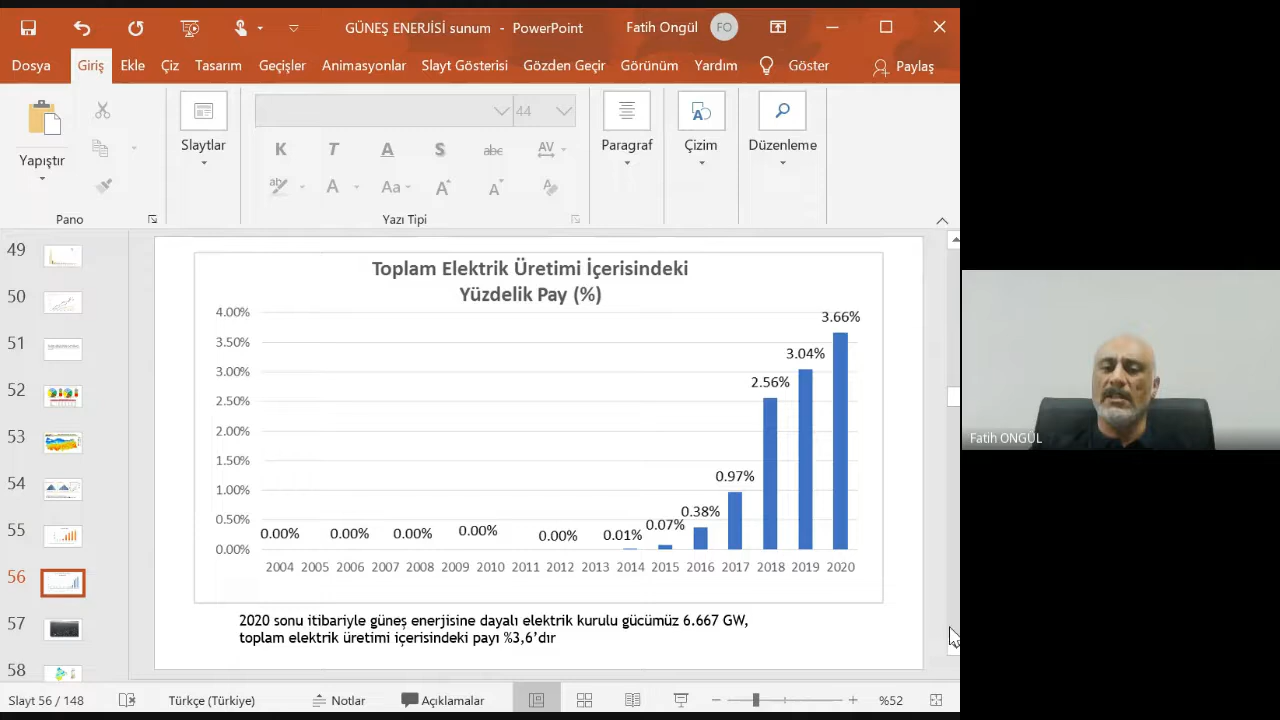 GÜNEŞ ENERJİSİ sunum - PowerPoint
Fatih Ongül
FO
Dosya
Giriş
Ekle
Çiz
Tasarım
Geçişler
Animasyonlar
Slayt Gösterisi
Gözden Geçir
Görünüm
Yardım
Göster
Paylaş
Yapıştır
Slaytlar
44
K
T
A
S
abc
AV
ab
A
Aa
A
A
A
Paragraf
Çizim
Düzenleme
Pano
Yazı Tipi
49
50
51
52
53
54
55
56
57
58
Toplam Elektrik Üretimi İçerisindeki
Yüzdelik Pay (%)
4.00%
3.50%
3.00%
2.50%
2.00%
1.50%
1.00%
0.50%
0.00%
0.00%
0.00%
0.00%
0.00%
0.00%
0.01%
0.07%
0.38%
0.97%
2.56%
3.04%
3.66%
2004 2005 2006 2007 2008 2009 2010 2011 2012 2013 2014 2015 2016 2017 2018 2019 2020
2020 sonu itibariyle güneş enerjisine dayalı elektrik kurulu gücümüz 6.667 GW,
toplam elektrik üretimi içerisindeki payı %3,6’dır
Fatih ONGÜL
Slayt 56 / 148
Türkçe (Türkiye)
Notlar
Açıklamalar
%52